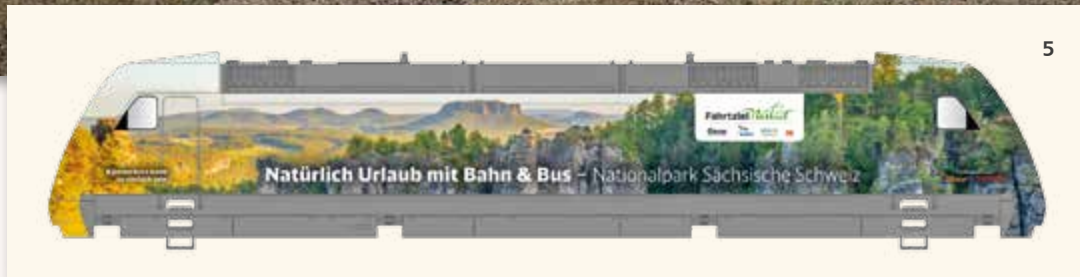 5
Fahrtziel Natur
Natürlich Urlaub mit Bahn & Bus – Nationalpark Sächsische Schweiz